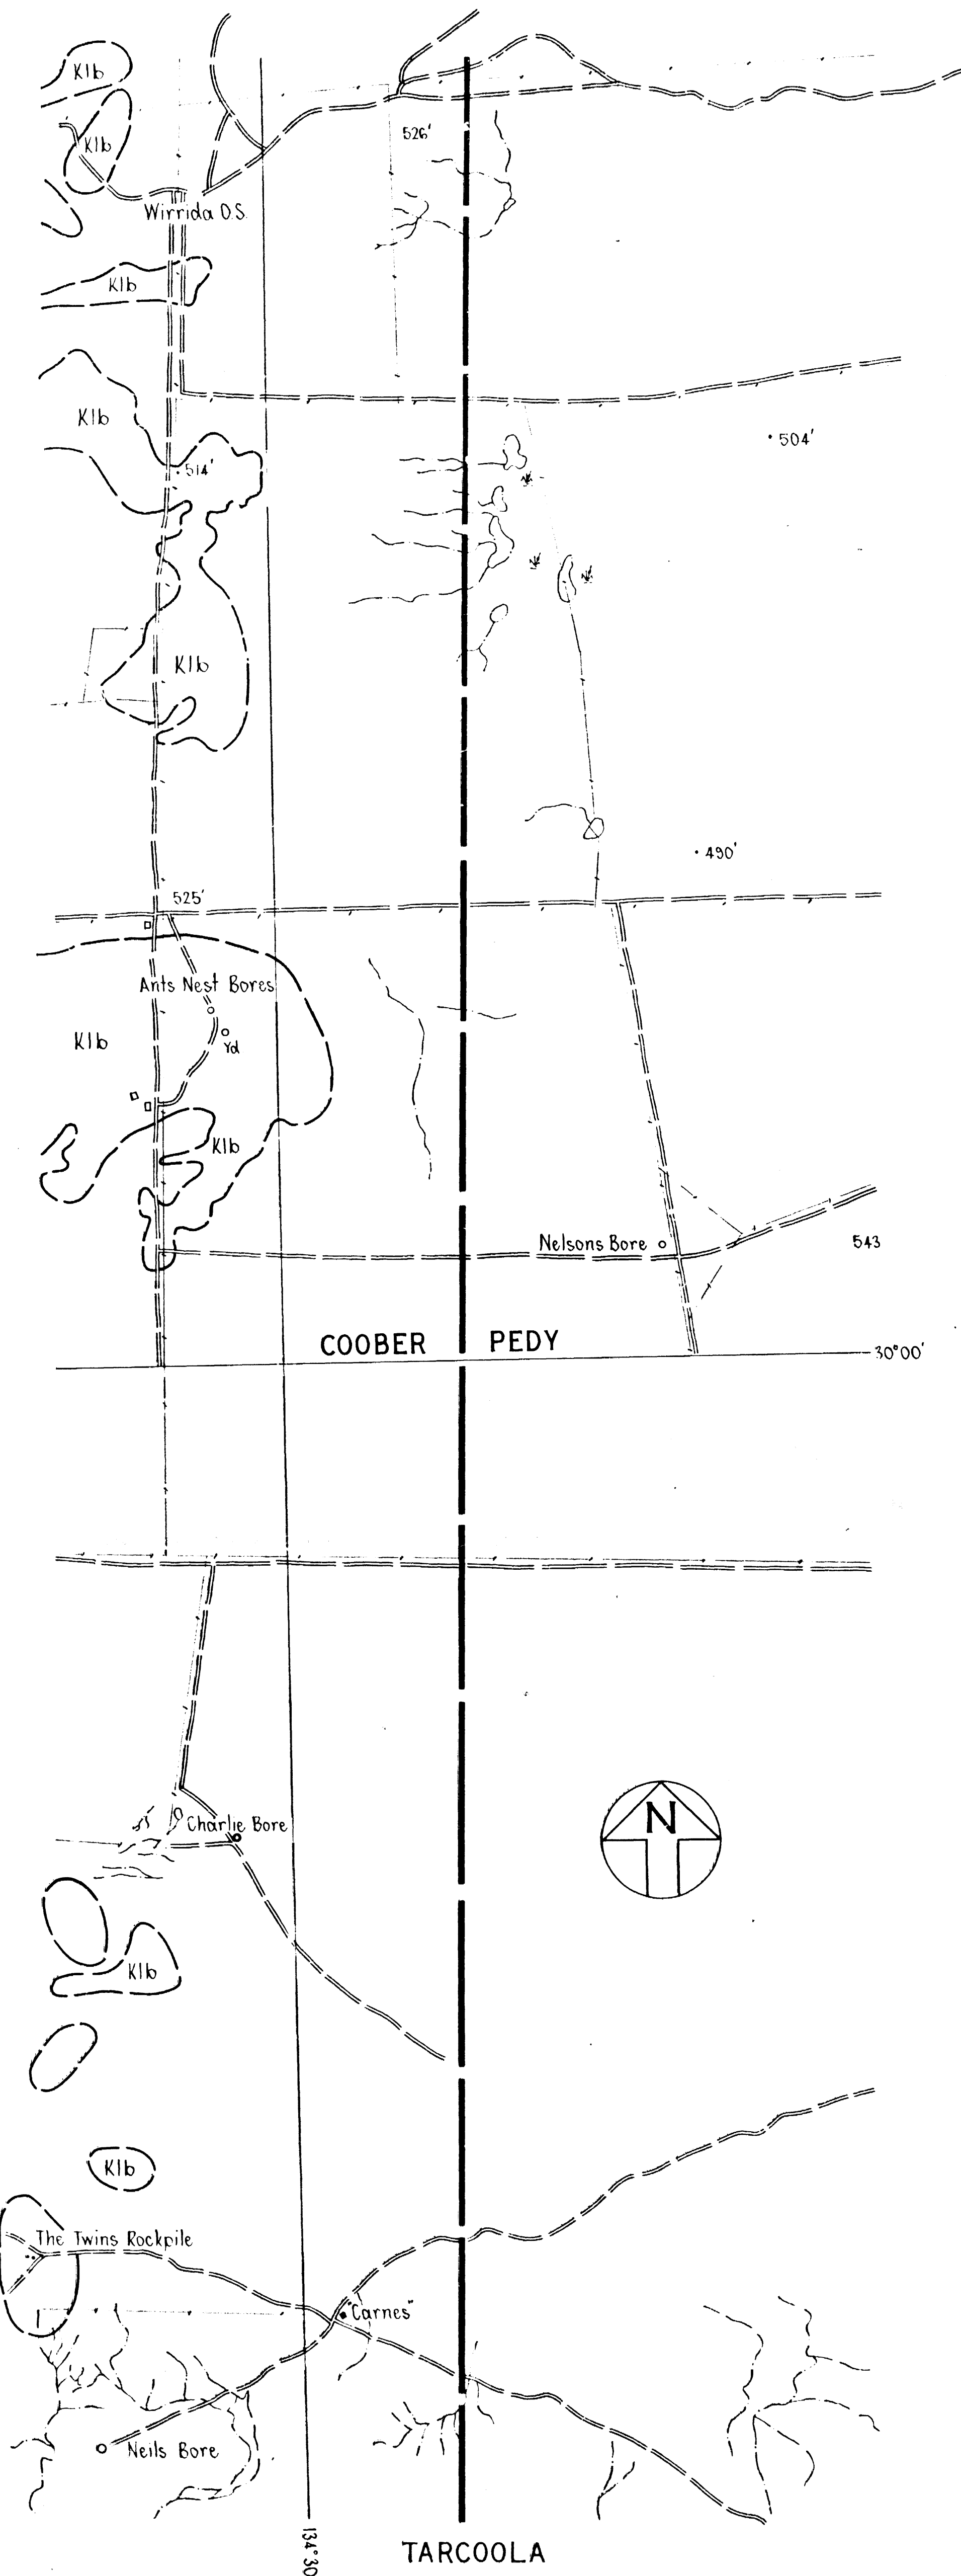 Klb
Klb
526'
Wirrida O.S.
Klb
Klb
504'
514'
Klb
490'
525'
Ants Nest Bores
Klb
Yd
Klb
Nelsons Bore
543
COOBER PEDY
30°00'
Charlie Bore
N
Klb
Klb
The Twins Rockpile
"Carnes"
Neils Bore
134°30
TARCOOLA